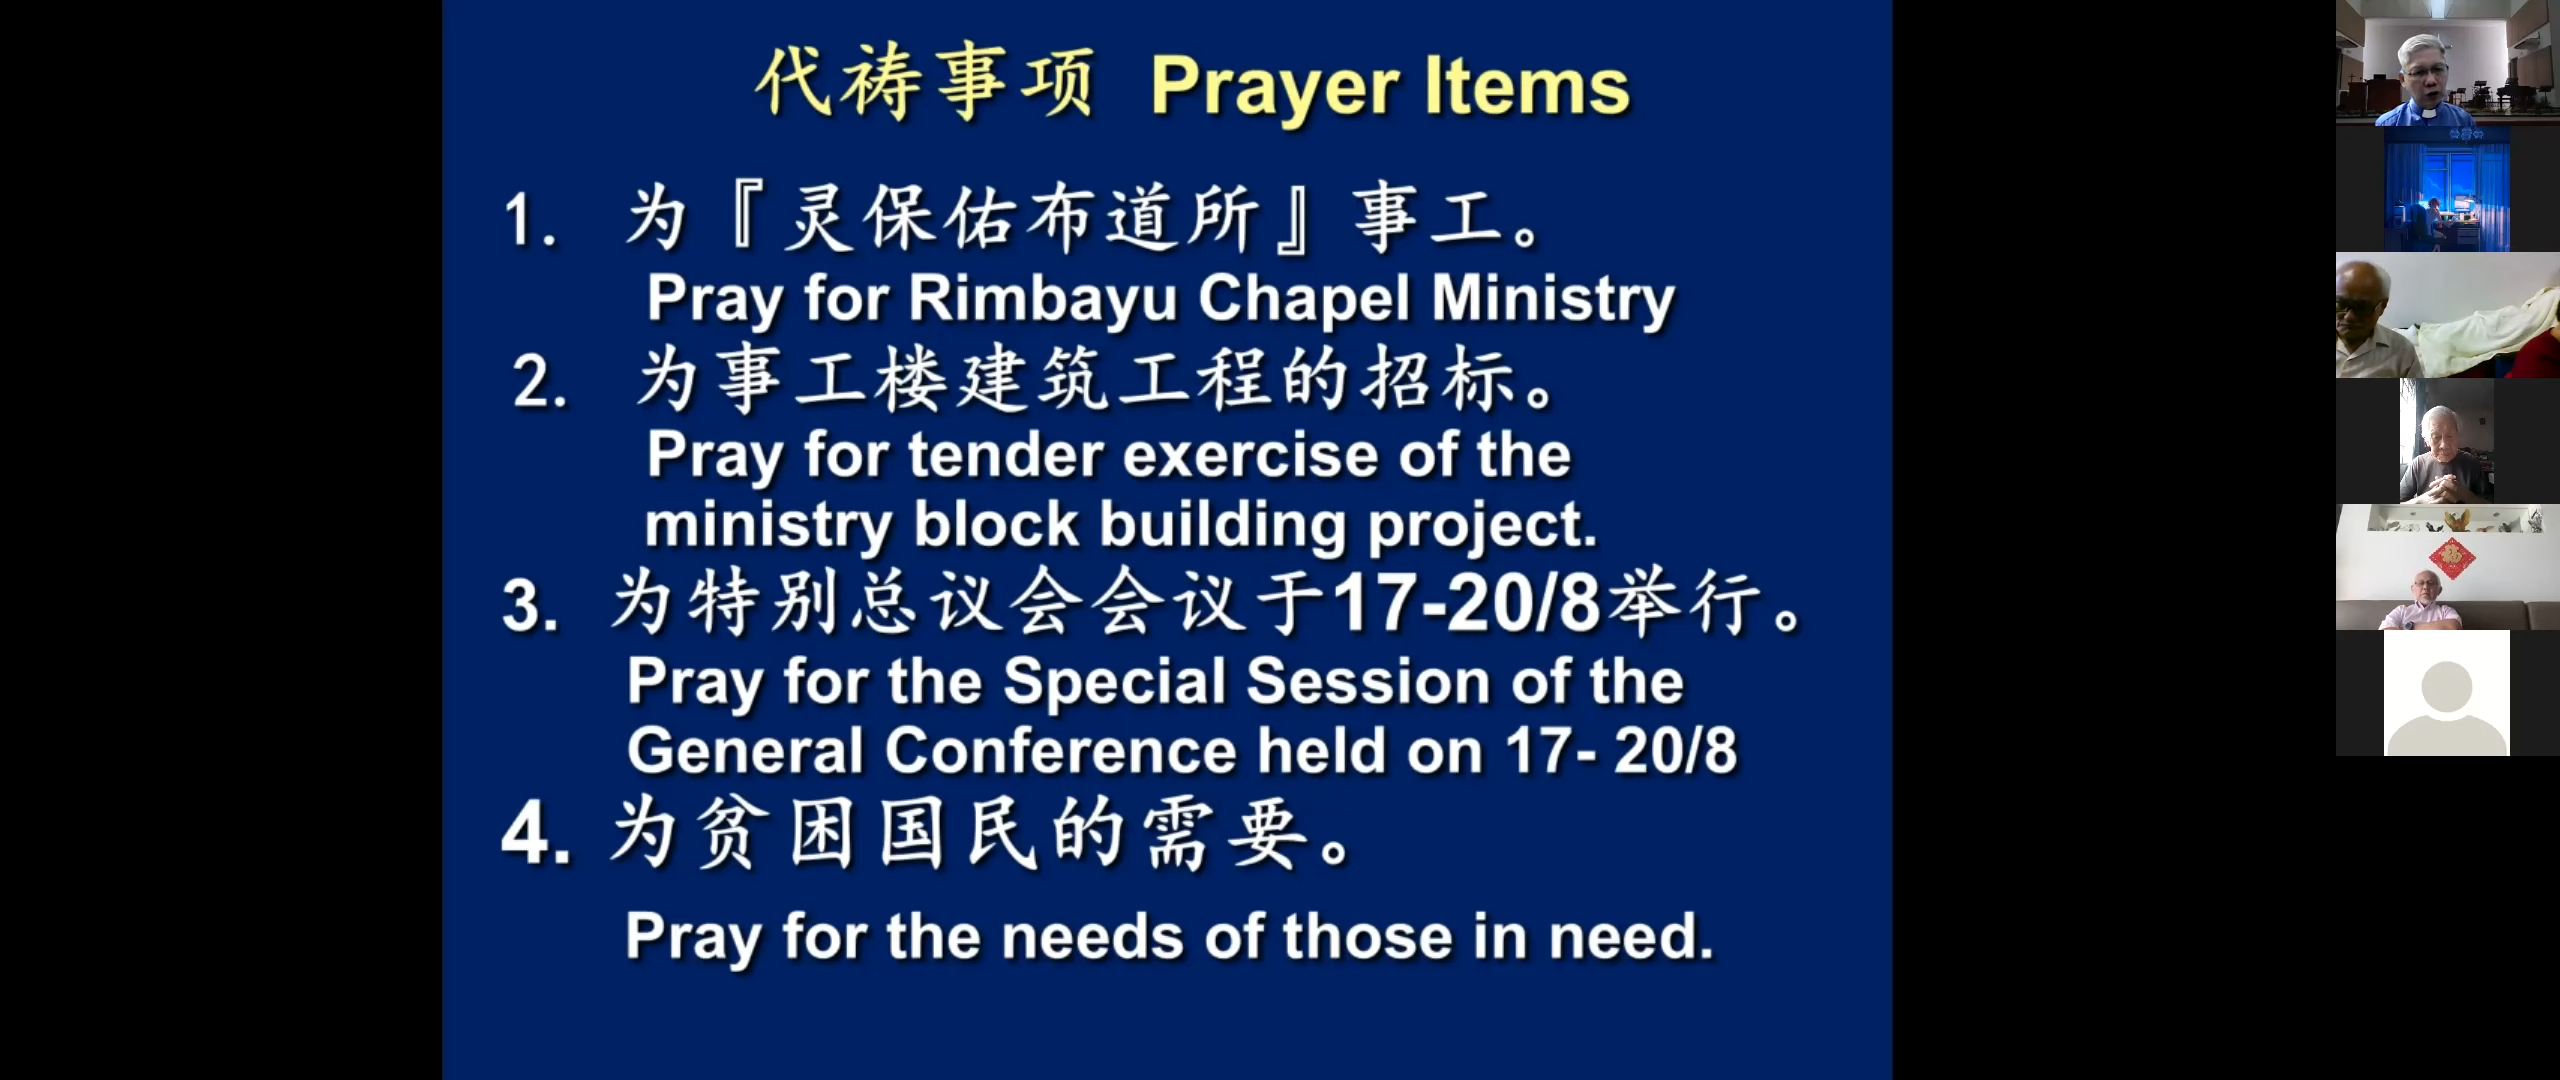 代祷事项 Prayer Items
1. 为『灵保佑布道所』事工。
Pray for Rimbayu Chapel Ministry
2. 为事工楼建筑工程的招标。
Pray for tender exercise of the
ministry block building project.
3. 为特别总议会会议于17-20/8举行。
Pray for the Special Session of the
General Conference held on 17- 20/8
4. 为贫困国民的需要。
Pray for the needs of those in need.
福